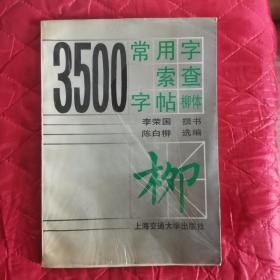 3500
常用字
索查
字帖 柳体
李荣国 撰书
陈白柳 选编
柳
上海交通大学出版社